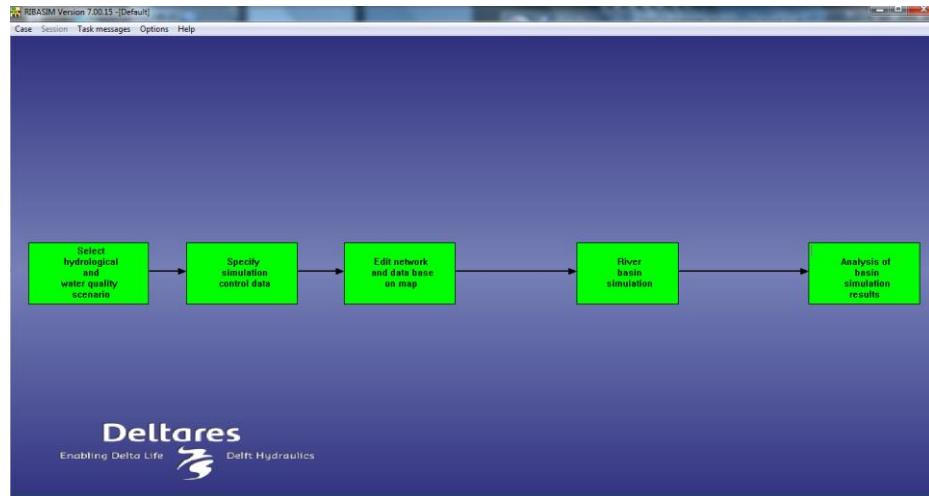 RIBASIM Version 7.00.15 -[Default]
Case Session Task messages Options Help
Select
hydrological
and
water quality
scenario
Specify
simulation
control data
Edit network
and data base
on map
River
basin
simulation
Analysis of
basin
simulation
results
Deltares
Enabling Delta Life Delft Hydraulics